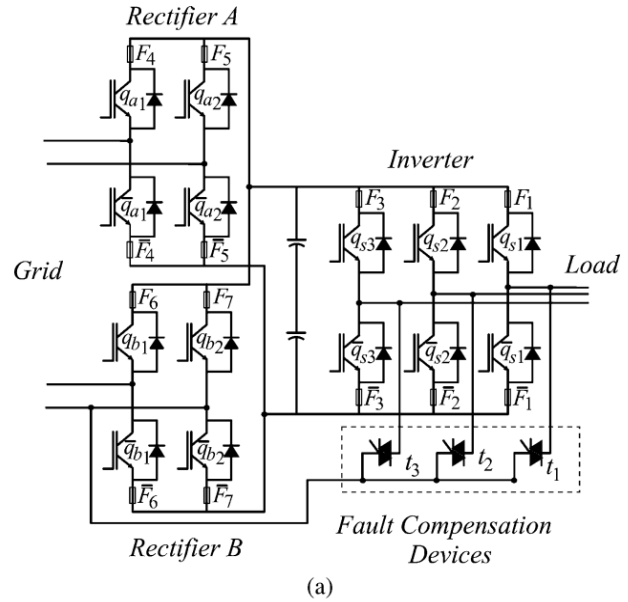 Rectifier A
F4 F5
qa1 qa2
q̄a1 q̄a2
F̄4 F̄5
Inverter
F3 F2 F1
qs3 qs2 qs1
Load
Grid
F6 F7
qb1 qb2
q̄s3 q̄s2 q̄s1
F̄3 F̄2 F̄1
q̄b1 q̄b2
F̄6 F̄7
t3 t2 t1
Rectifier B
Fault Compensation
Devices
(a)